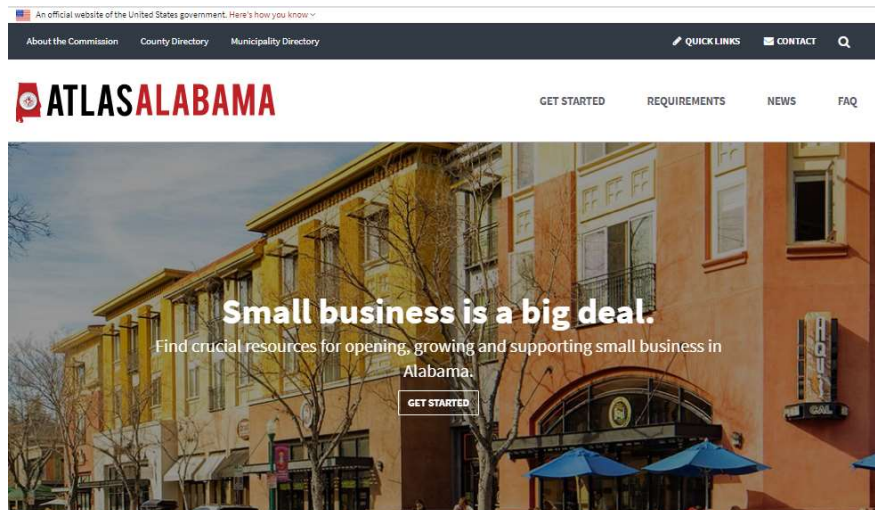 An official website of the United States government. Here's how you know
About the Commission County Directory Municipality Directory QUICK LINKS CONTACT
ATLASALABAMA
GET STARTED REQUIREMENTS NEWS FAQ
Small business is a big deal.
Find crucial resources for opening, growing and supporting small business in
Alabama.
GET STARTED